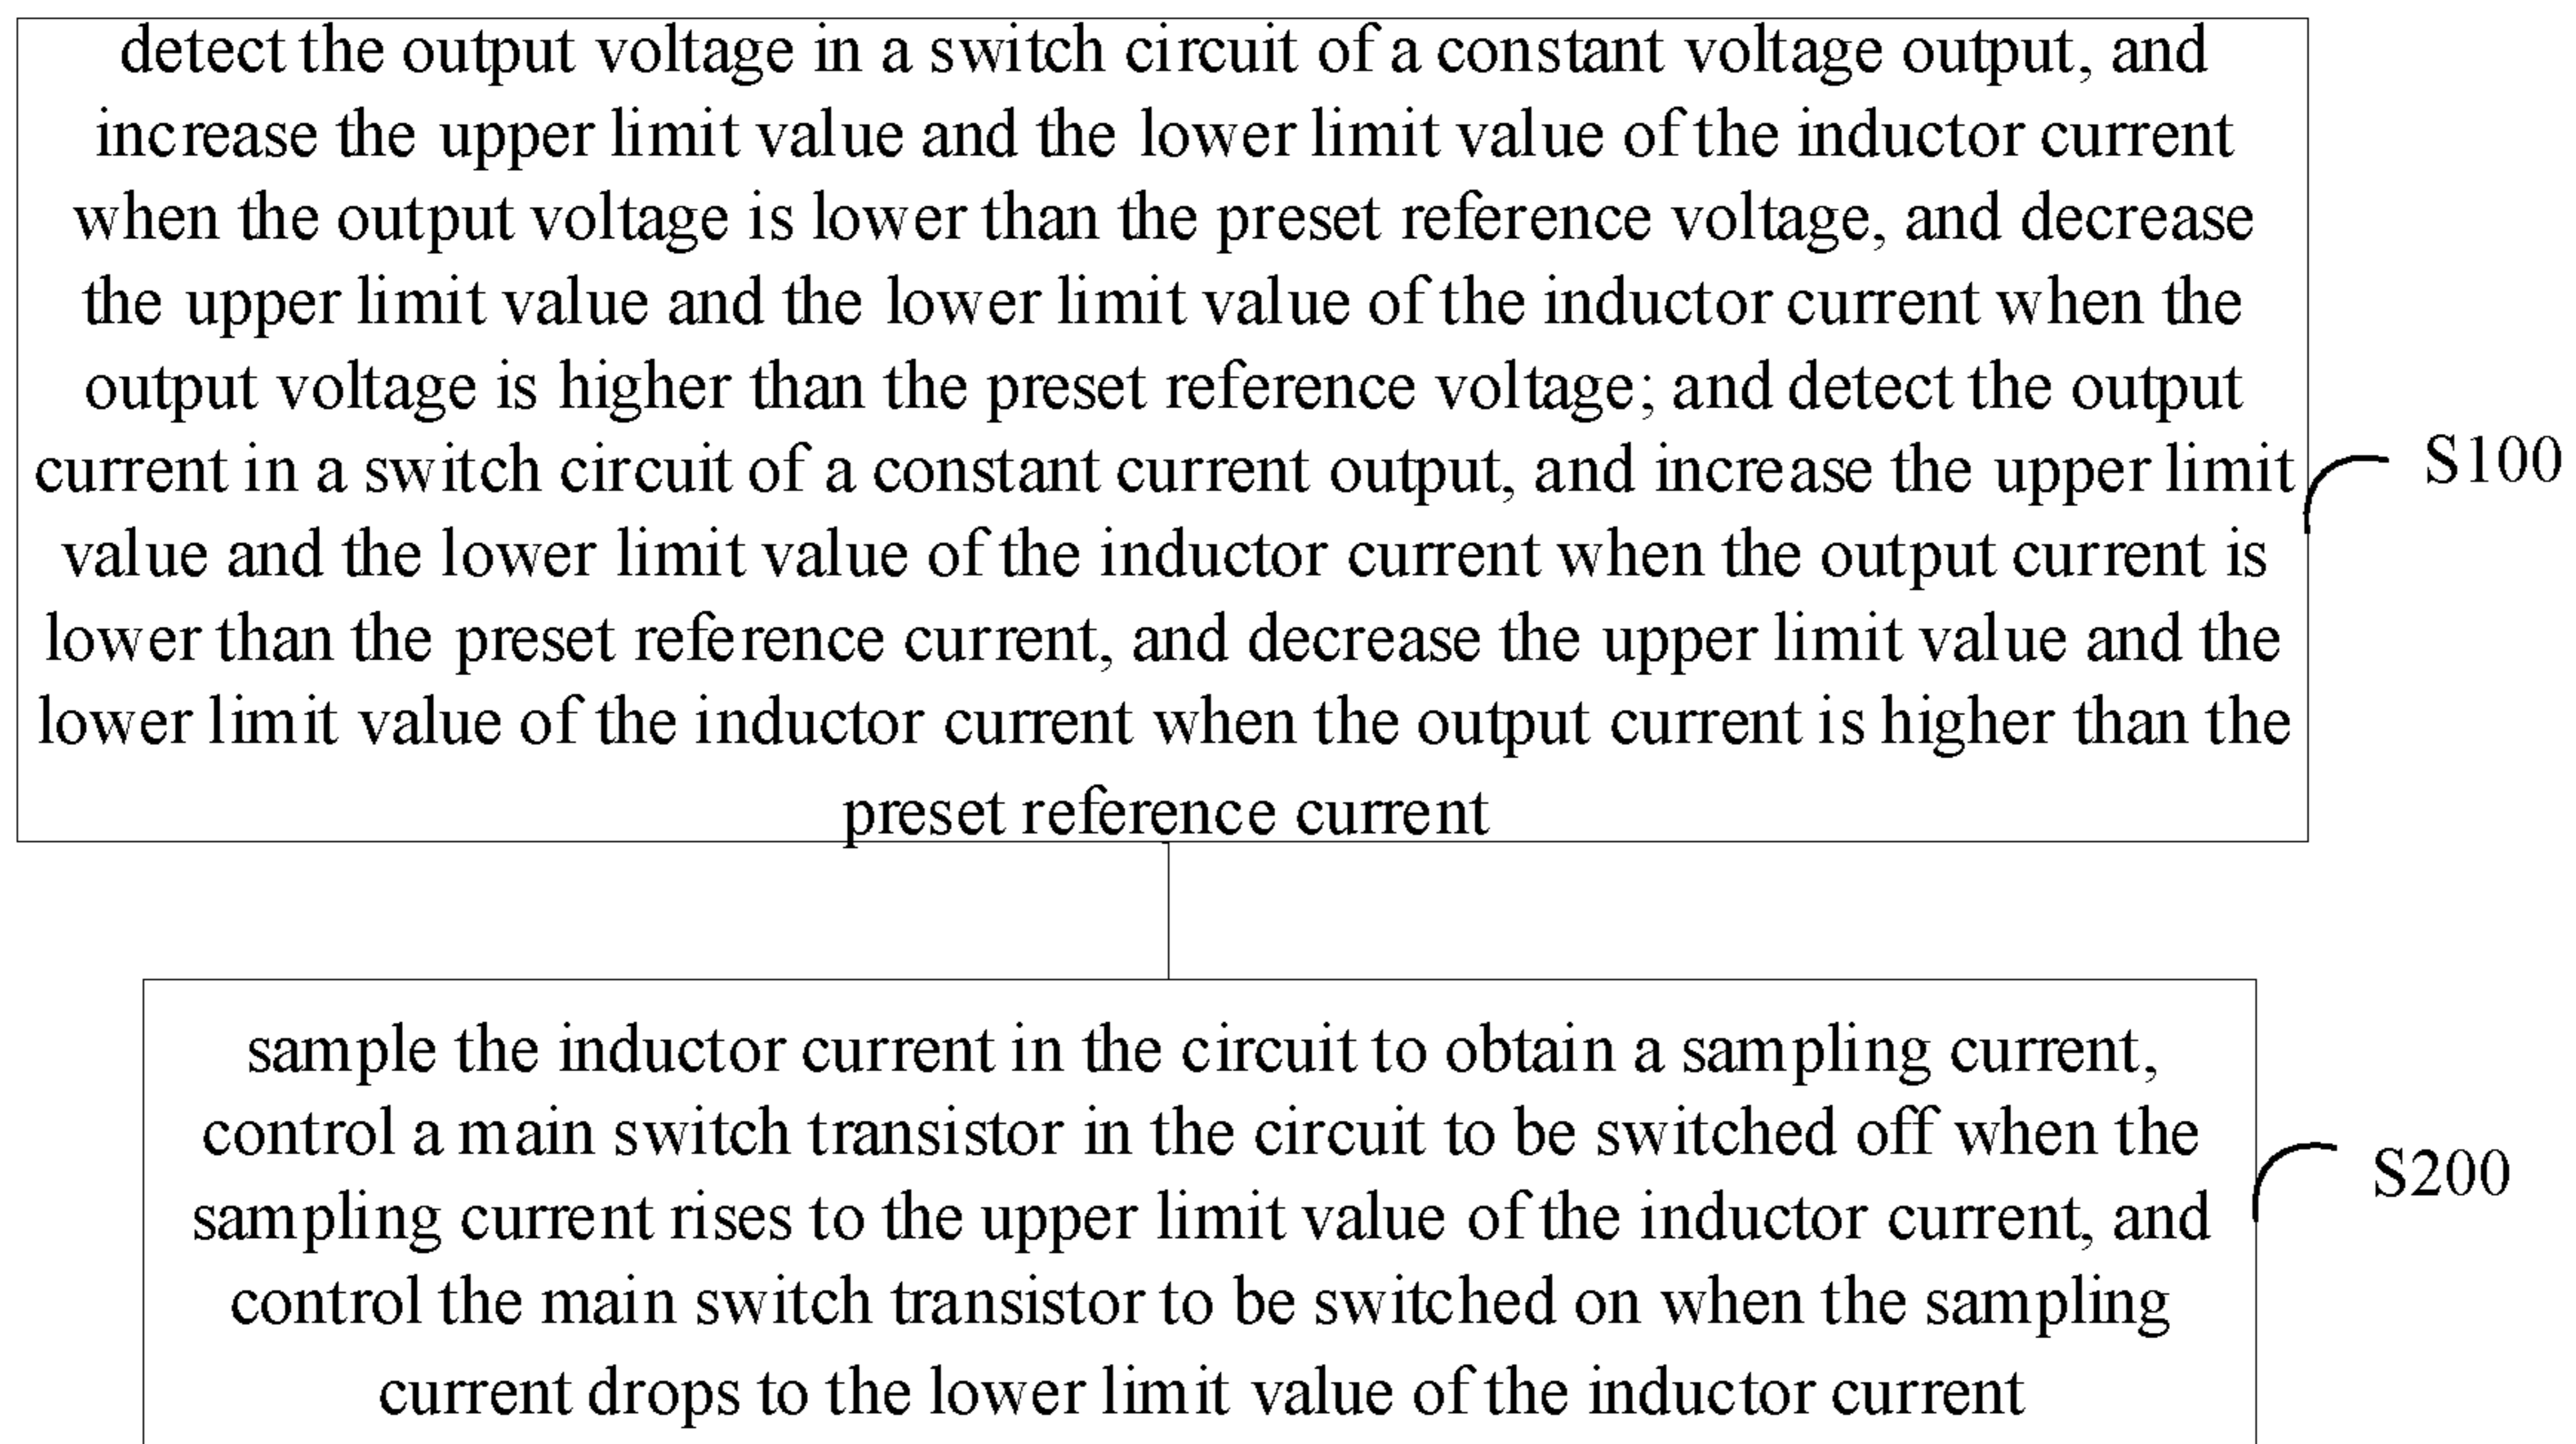 detect the output voltage in a switch circuit of a constant voltage output, and
increase the upper limit value and the lower limit value of the inductor current
when the output voltage is lower than the preset reference voltage, and decrease
the upper limit value and the lower limit value of the inductor current when the
output voltage is higher than the preset reference voltage; and detect the output
current in a switch circuit of a constant current output, and increase the upper limit
value and the lower limit value of the inductor current when the output current is
lower than the preset reference current, and decrease the upper limit value and the
lower limit value of the inductor current when the output current is higher than the
preset reference current
S100
sample the inductor current in the circuit to obtain a sampling current,
control a main switch transistor in the circuit to be switched off when the
sampling current rises to the upper limit value of the inductor current, and
control the main switch transistor to be switched on when the sampling
current drops to the lower limit value of the inductor current
S200